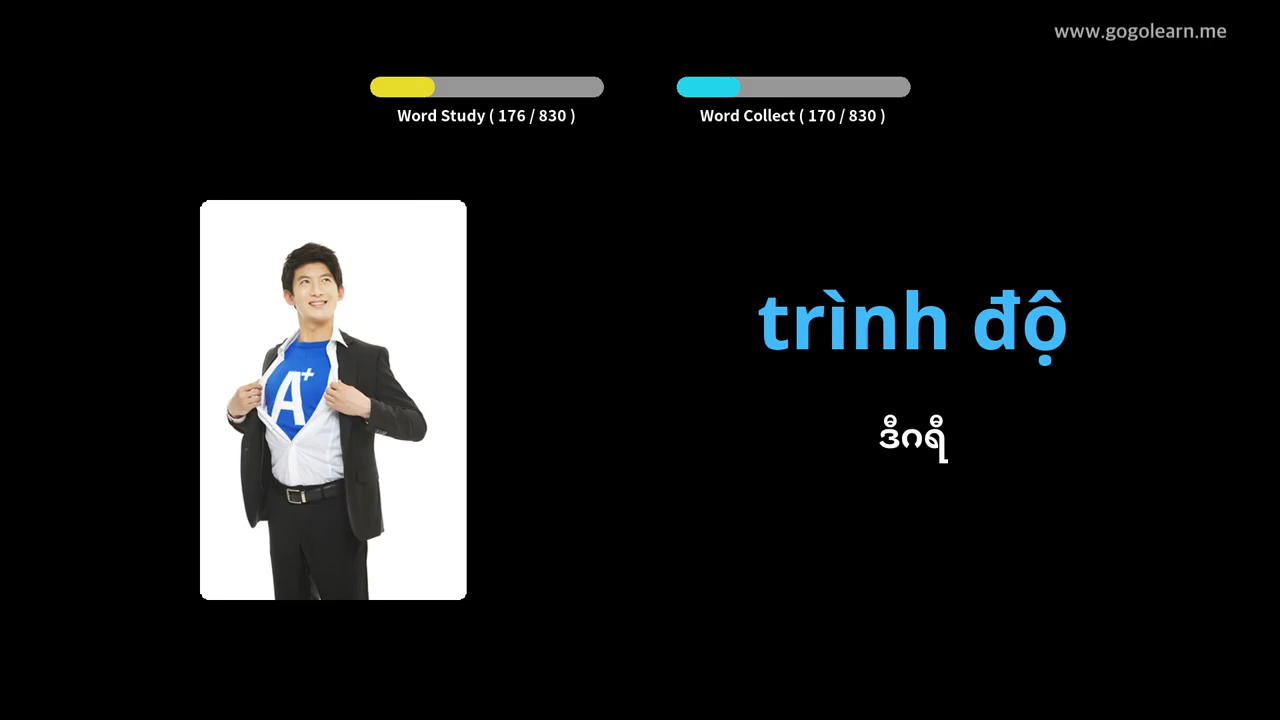 www.gogolearn.me
Word Study ( 176 / 830 )
Word Collect ( 170 / 830 )
A+
trình độ
ဒီဂရီ